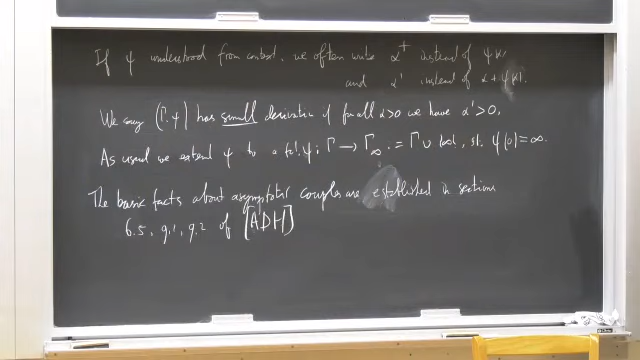 If ψ understood from context, we often write α† instead of ψ(α)
and α' instead of α + ψ(α).
We say (Γ, ψ) has small derivation if for all α>0 we have α'>0.
As usual we extend ψ to a fct. ψ: Γ → Γ∞ := Γ ∪ {∞}, st. ψ(0)=∞.
The basic facts about asymptotic couples are established in sections
6.5, 9.1, 9.2 of [ADH]